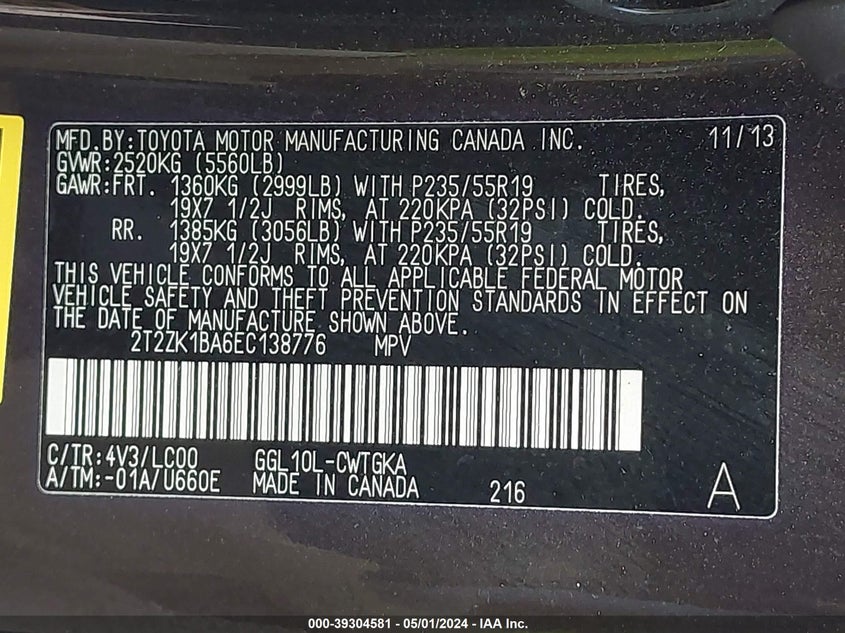 MFD.BY:TOYOTA MOTOR MANUFACTURING CANADA INC. 11/13
GVWR:2520KG (5560LB)
GAWR:FRT. 1360KG (2999LB) WITH P235/55R19 TIRES,
19X7 1/2J RIMS, AT 220KPA (32PSI) COLD.
RR. 1385KG (3056LB) WITH P235/55R19 TIRES,
19X7 1/2J RIMS, AT 220KPA (32PSI) COLD.
THIS VEHICLE CONFORMS TO ALL APPLICABLE FEDERAL MOTOR
VEHICLE SAFETY AND THEFT PREVENTION STANDARDS IN EFFECT ON
THE DATE OF MANUFACTURE SHOWN ABOVE.
2T2ZK1BA6EC138776 MPV
C/TR:4V3/LC00 GGL10L-CWTGKA
A/TM:-01A/U660E MADE IN CANADA 216 A
000-39304581 - 05/01/2024 - IAA Inc.